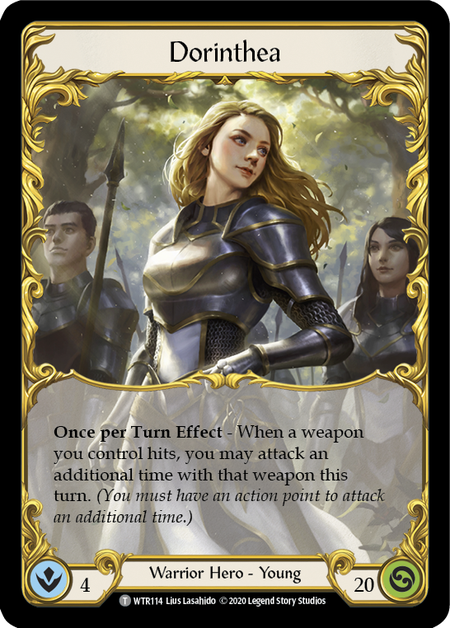 Dorinthea
Once per Turn Effect - When a weapon
you control hits, you may attack an
additional time with that weapon this
turn. (You must have an action point to attack
an additional time.)
4
Warrior Hero - Young
20
T WTR114 Lius Lasahido © 2020 Legend Story Studios